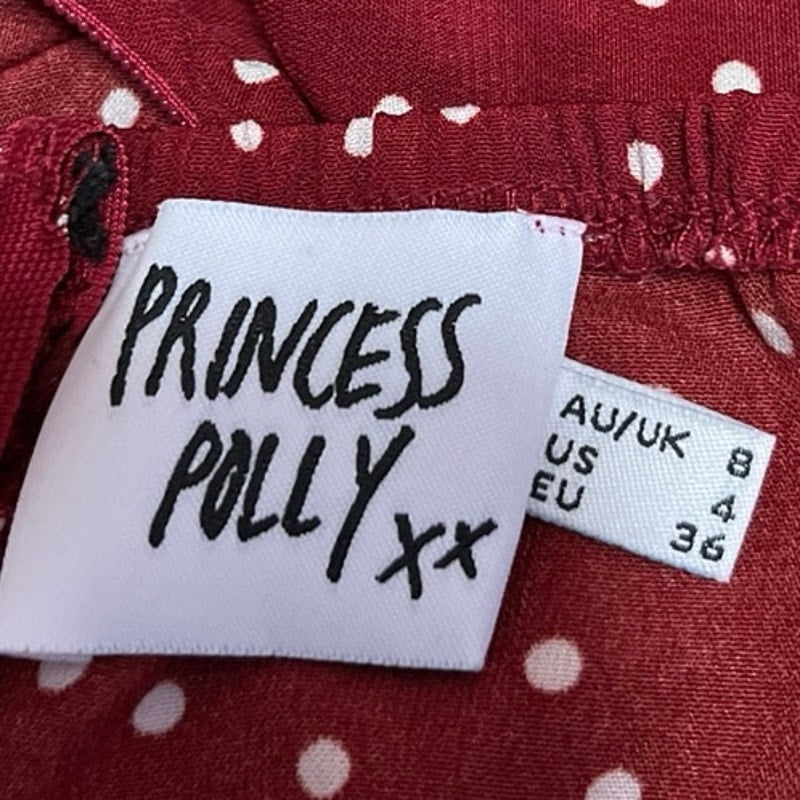 PRINCESS
POLLY xx
AU/UK 8
US 4
EU 36